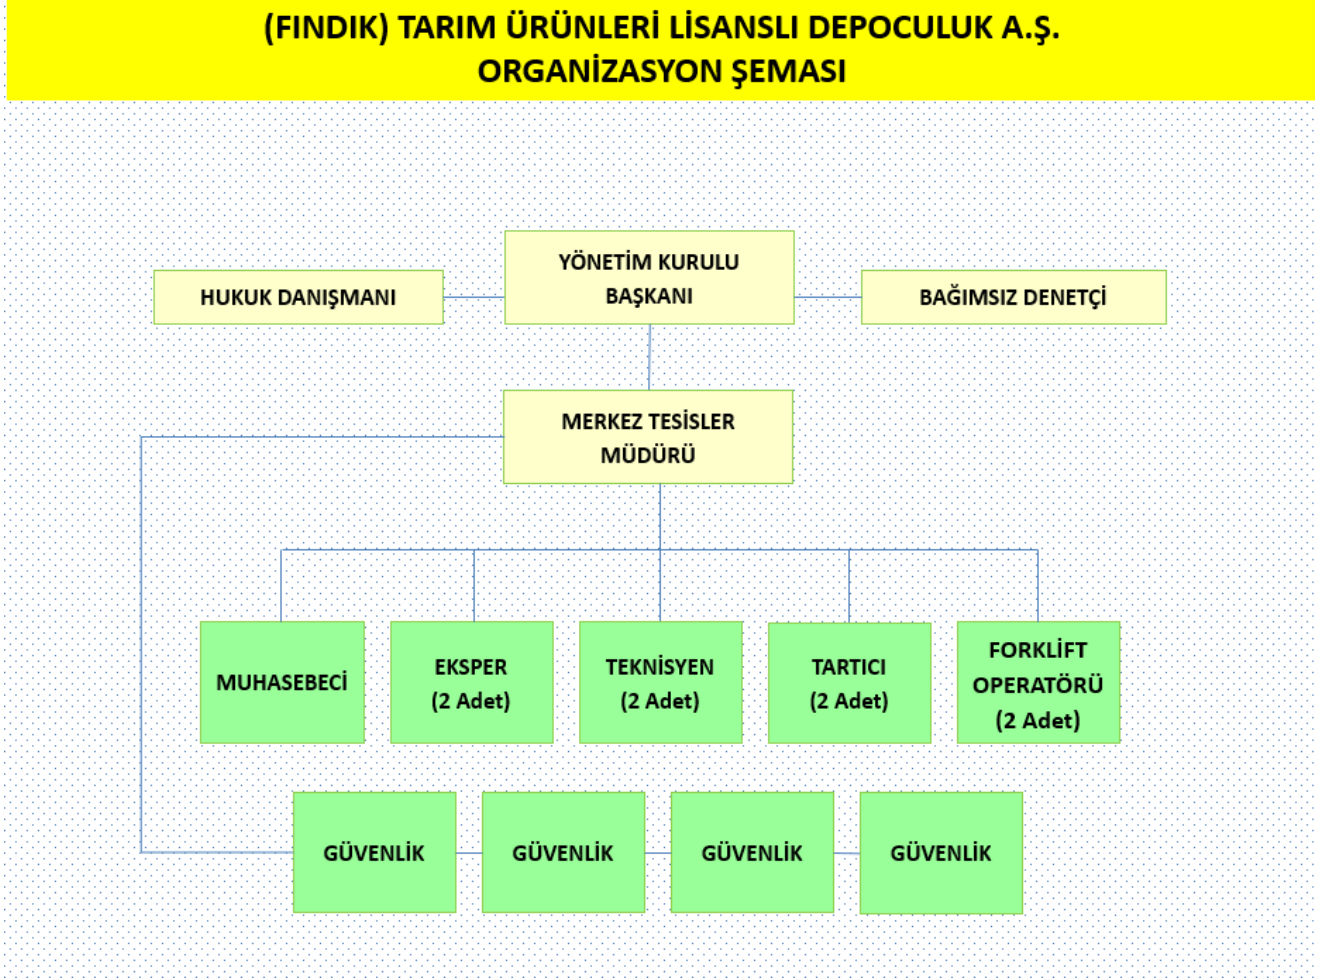 (FINDIK) TARIM ÜRÜNLERİ LİSANSLI DEPOCULUK A.Ş.
ORGANİZASYON ŞEMASI
YÖNETİM KURULU
BAŞKANI
HUKUK DANIŞMANI
BAĞIMSIZ DENETÇİ
MERKEZ TESİSLER
MÜDÜRÜ
MUHASEBECİ
EKSPER
(2 Adet)
TEKNİSYEN
(2 Adet)
TARTICI
(2 Adet)
FORKLİFT
OPERATÖRÜ
(2 Adet)
GÜVENLİK
GÜVENLİK
GÜVENLİK
GÜVENLİK